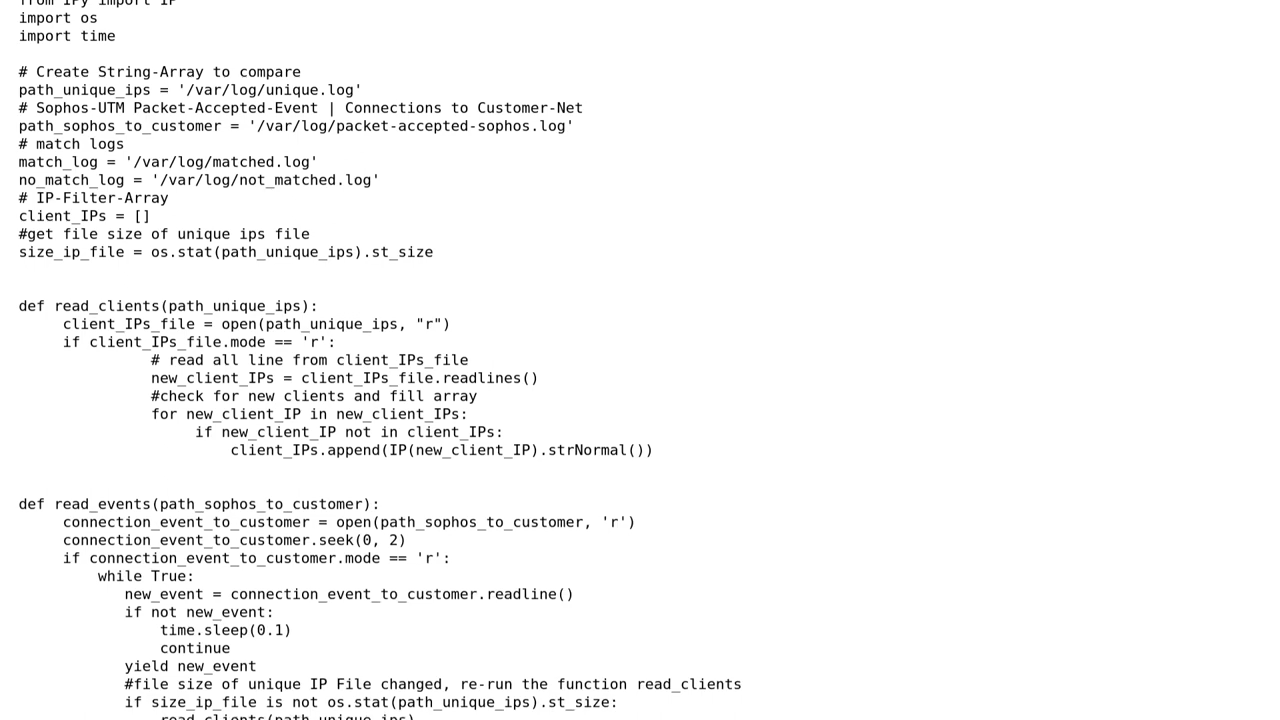 from IPy import IP
import os
import time
# Create String-Array to compare
path_unique_ips = '/var/log/unique.log'
# Sophos-UTM Packet-Accepted-Event | Connections to Customer-Net
path_sophos_to_customer = '/var/log/packet-accepted-sophos.log'
# match logs
match_log = '/var/log/matched.log'
no_match_log = '/var/log/not_matched.log'
# IP-Filter-Array
client_IPs = []
#get file size of unique ips file
size_ip_file = os.stat(path_unique_ips).st_size
def read_clients(path_unique_ips):
client_IPs_file = open(path_unique_ips, "r")
if client_IPs_file.mode == 'r':
# read all line from client_IPs_file
new_client_IPs = client_IPs_file.readlines()
#check for new clients and fill array
for new_client_IP in new_client_IPs:
if new_client_IP not in client_IPs:
client_IPs.append(IP(new_client_IP).strNormal())
def read_events(path_sophos_to_customer):
connection_event_to_customer = open(path_sophos_to_customer, 'r')
connection_event_to_customer.seek(0, 2)
if connection_event_to_customer.mode == 'r':
while True:
new_event = connection_event_to_customer.readline()
if not new_event:
time.sleep(0.1)
continue
yield new_event
#file size of unique IP File changed, re-run the function read_clients
if size_ip_file is not os.stat(path_unique_ips).st_size:
read_clients(path_unique_ips)